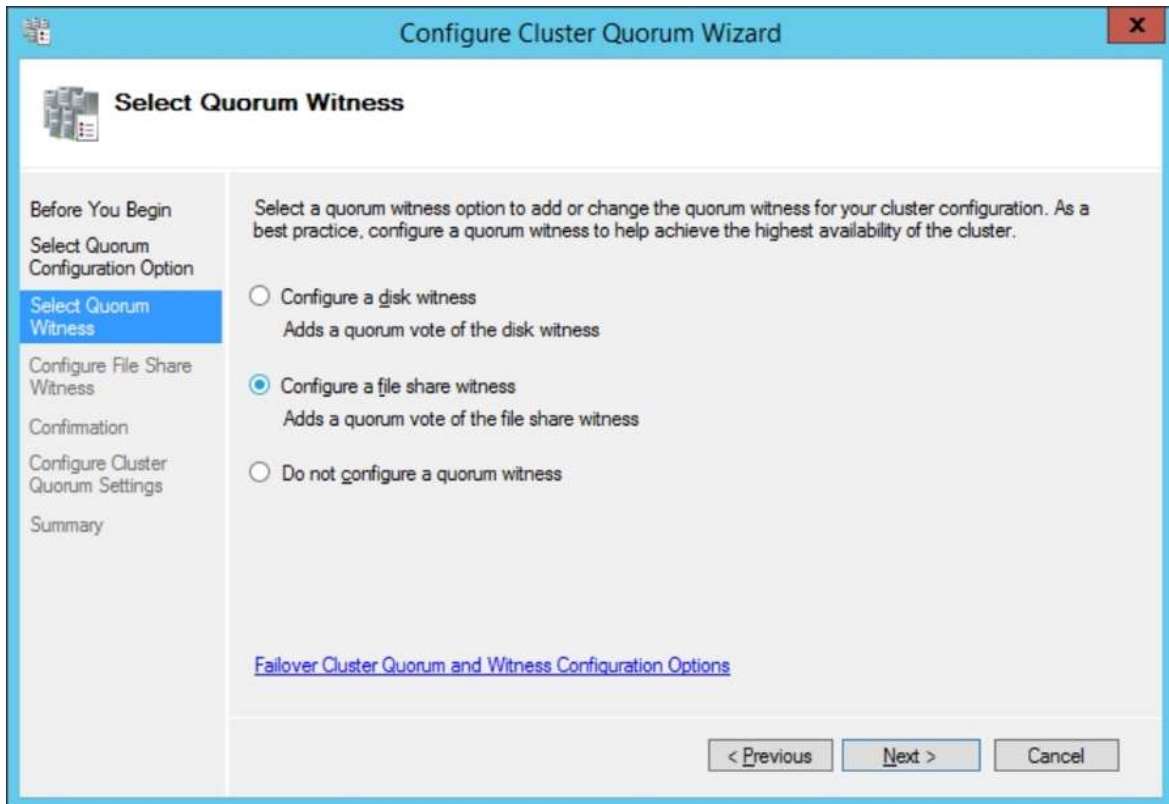 Configure Cluster Quorum Wizard
x
Select Quorum Witness
Before You Begin
Select Quorum
Configuration Option
Select Quorum
Witness
Configure File Share
Witness
Confirmation
Configure Cluster
Quorum Settings
Summary
Select a quorum witness option to add or change the quorum witness for your cluster configuration. As a
best practice, configure a quorum witness to help achieve the highest availability of the cluster.
Configure a disk witness
Adds a quorum vote of the disk witness
Configure a file share witness
Adds a quorum vote of the file share witness
Do not configure a quorum witness
Failover Cluster Quorum and Witness Configuration Options
< Previous
Next >
Cancel